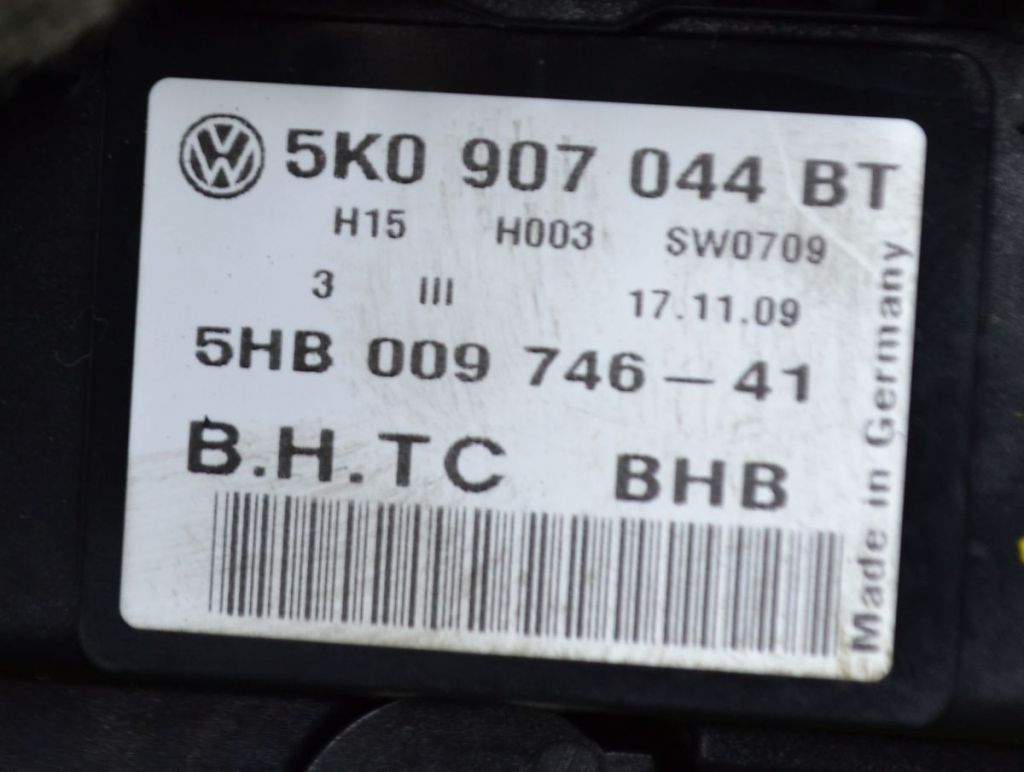 5K0 907 044 BT
H15 H003 SW0709
3 III 17.11.09
5HB 009 746-41
B.H.TC BHB
Made in Germany